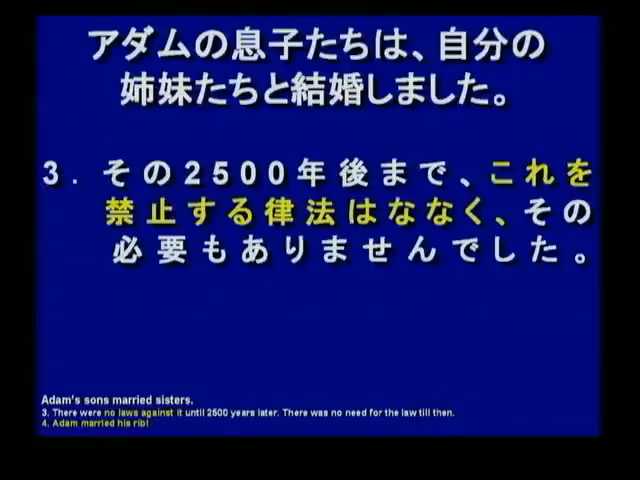 アダムの息子たちは、自分の
姉妹たちと結婚しました。
3. その2500年後まで、これを
禁止する律法はななく、その
必要もありませんでした。
Adam's sons married sisters.
3. There were no laws against it until 2500 years later. There was no need for the law till then.
4. Adam married his rib!